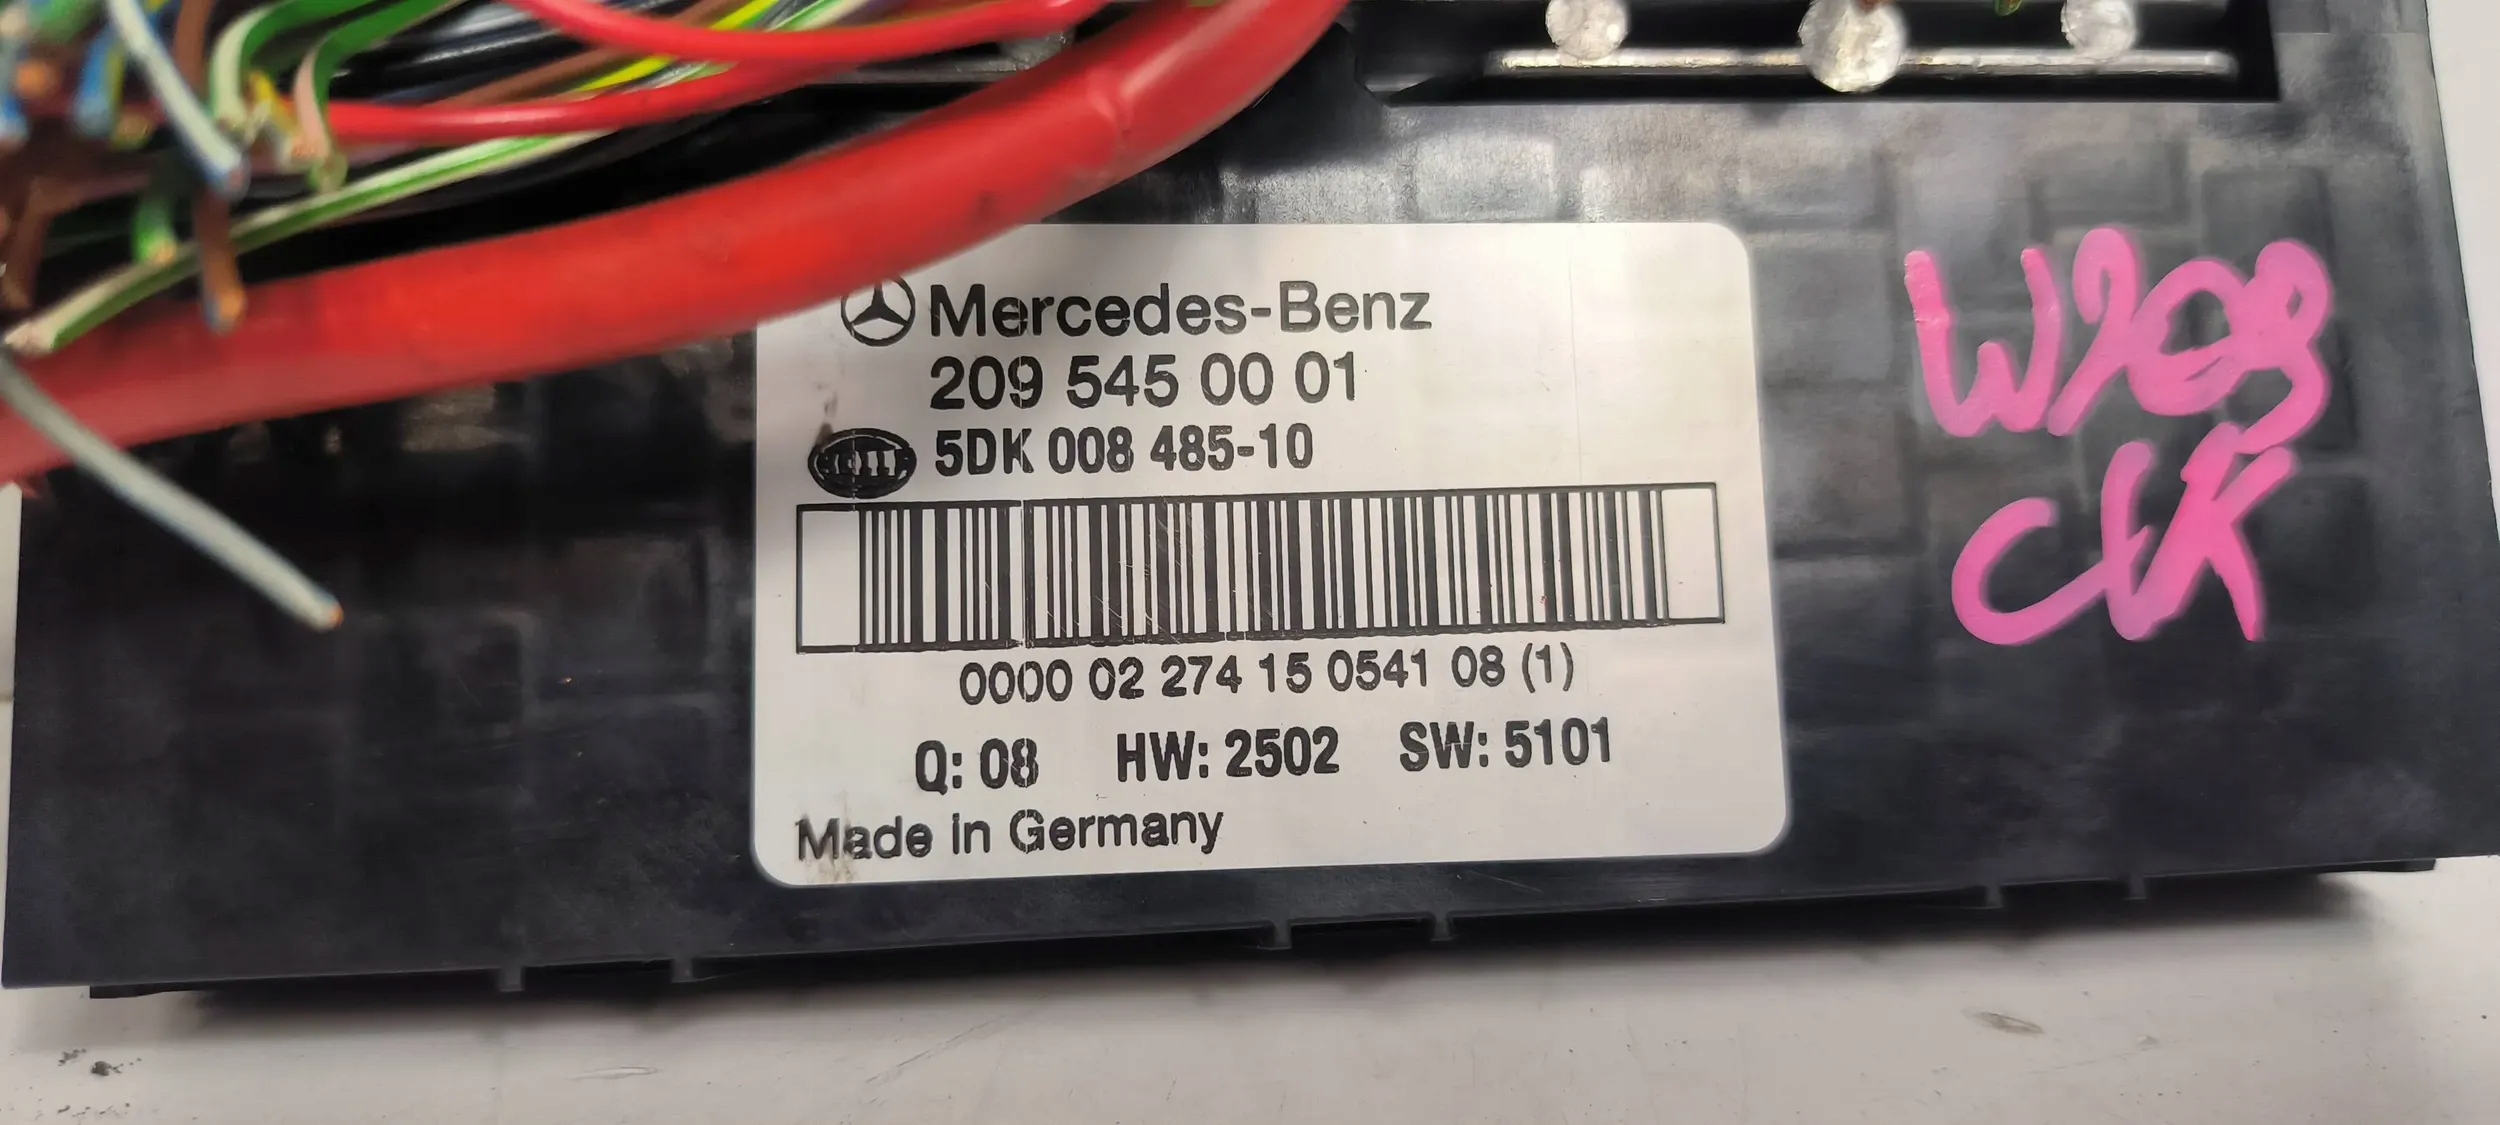 Mercedes-Benz
209 545 00 01
5DK 008 485-10
0000 02 274 15 0541 08 (1)
Q: 08 HW: 2502 SW: 5101
Made in Germany
W209
CLK